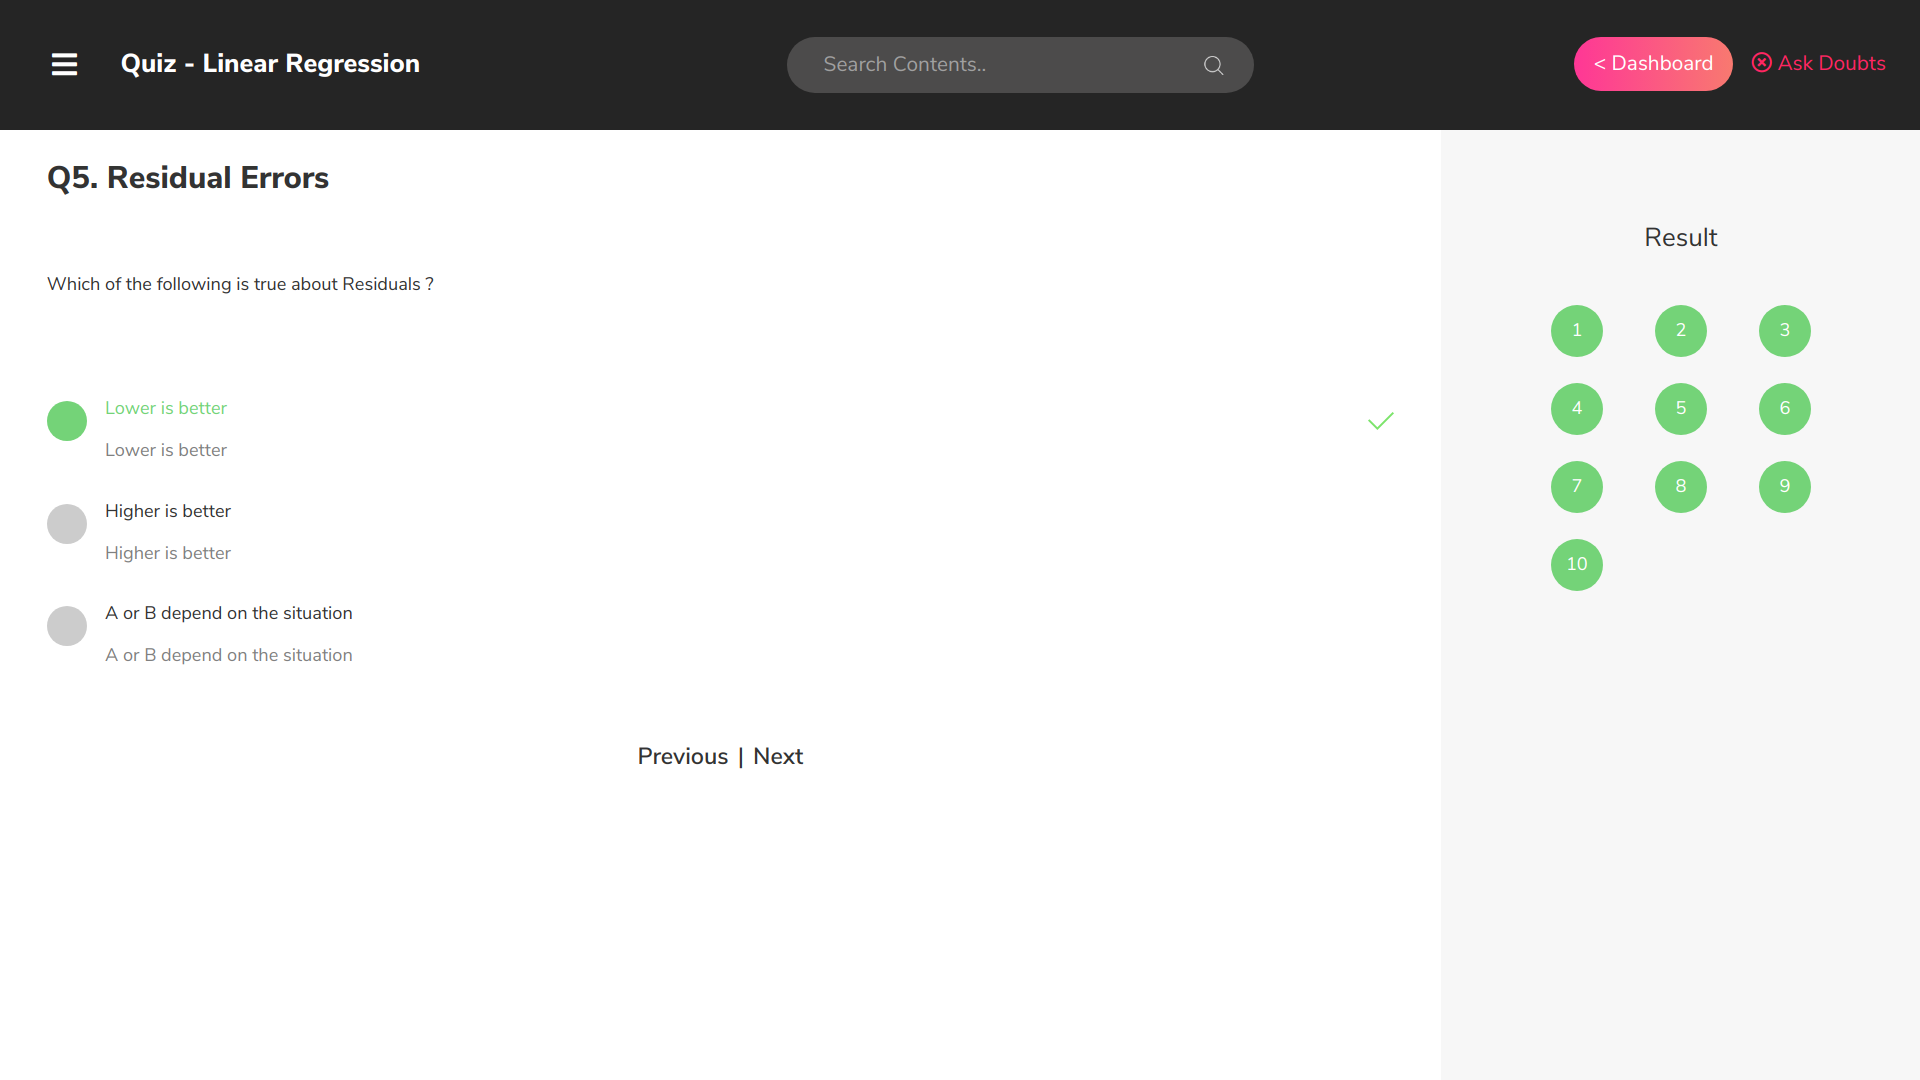 Quiz - Linear Regression
Search Contents..
< Dashboard
Ask Doubts
Q5. Residual Errors
Which of the following is true about Residuals ?
Lower is better
Lower is better
Higher is better
Higher is better
A or B depend on the situation
A or B depend on the situation
Previous | Next
Result
1 2 3
4 5 6
7 8 9
10